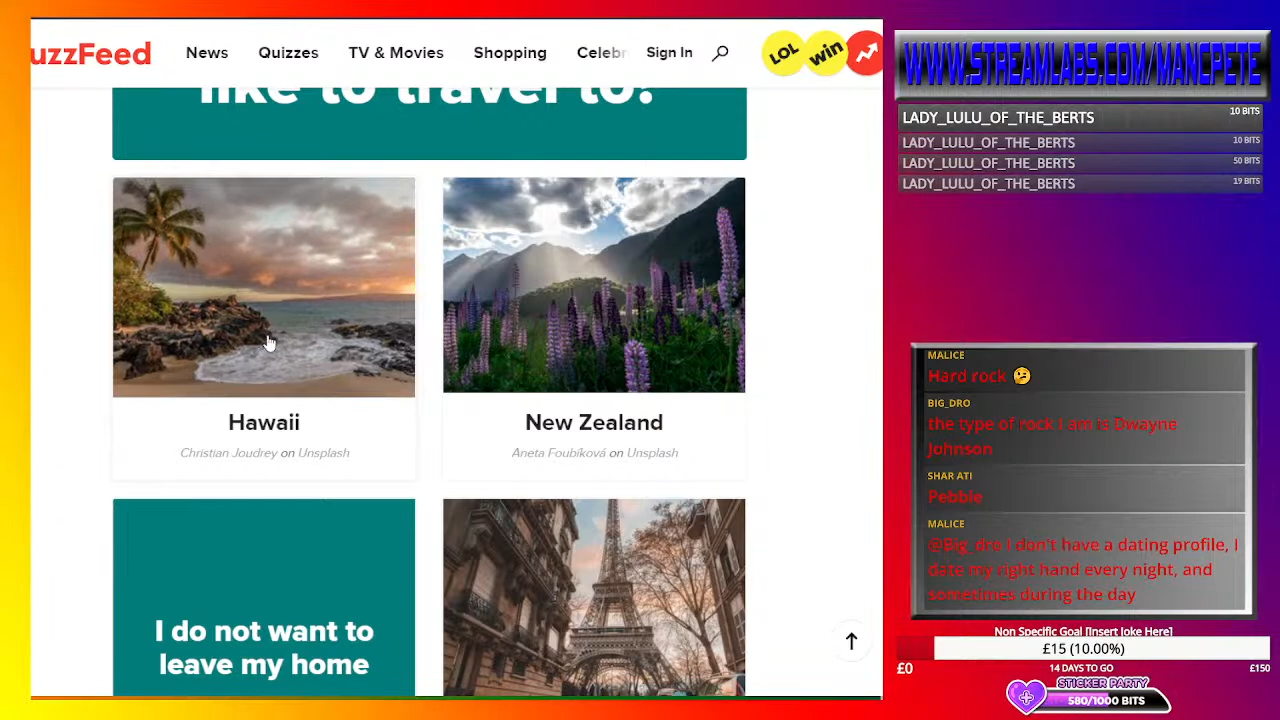 uzzFeed
News
Quizzes
TV & Movies
Shopping
Celebr
Sign In
LOL
win
like to travel to?
Hawaii
Christian Joudrey on Unsplash
New Zealand
Aneta Foubíková on Unsplash
I do not want to
leave my home
WWW.STREAMLABS.COM/MANCPETE
LADY_LULU_OF_THE_BERTS 10 BITS
LADY_LULU_OF_THE_BERTS 10 BITS
LADY_LULU_OF_THE_BERTS 50 BITS
LADY_LULU_OF_THE_BERTS 19 BITS
MALICE
Hard rock 🤔
BIG_DRO
the type of rock I am is Dwayne
Johnson
SHAR ATI
Pebble
MALICE
@Big_dro I don't have a dating profile, I
date my right hand every night, and
sometimes during the day
Non Specific Goal [Insert Joke Here]
£15 (10.00%)
£0
14 DAYS TO GO
£150
STICKER PARTY
580/1000 BITS